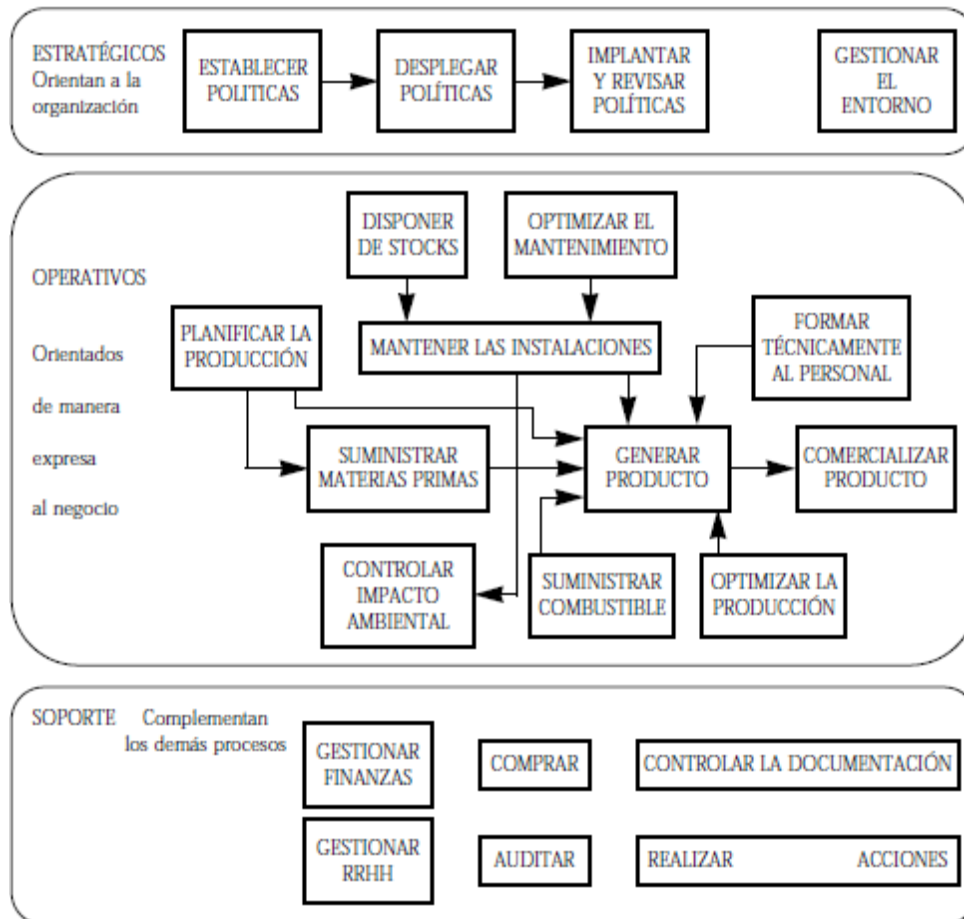 ESTRATÉGICOS
Orientan a la
organización
ESTABLECER
POLITICAS
DESPLEGAR
POLÍTICAS
IMPLANTAR
Y REVISAR
POLÍTICAS
GESTIONAR
EL
ENTORNO
DISPONER
DE STOCKS
OPTIMIZAR EL
MANTENIMIENTO
OPERATIVOS
Orientados
de manera
expresa
al negocio
PLANIFICAR LA
PRODUCCIÓN
MANTENER LAS INSTALACIONES
FORMAR
TÉCNICAMENTE
AL PERSONAL
SUMINISTRAR
MATERIAS PRIMAS
GENERAR
PRODUCTO
COMERCIALIZAR
PRODUCTO
CONTROLAR
IMPACTO
AMBIENTAL
SUMINISTRAR
COMBUSTIBLE
OPTIMIZAR LA
PRODUCCIÓN
SOPORTE Complementan
los demás procesos
GESTIONAR
FINANZAS
COMPRAR
CONTROLAR LA DOCUMENTACIÓN
GESTIONAR
RRHH
AUDITAR
REALIZAR ACCIONES